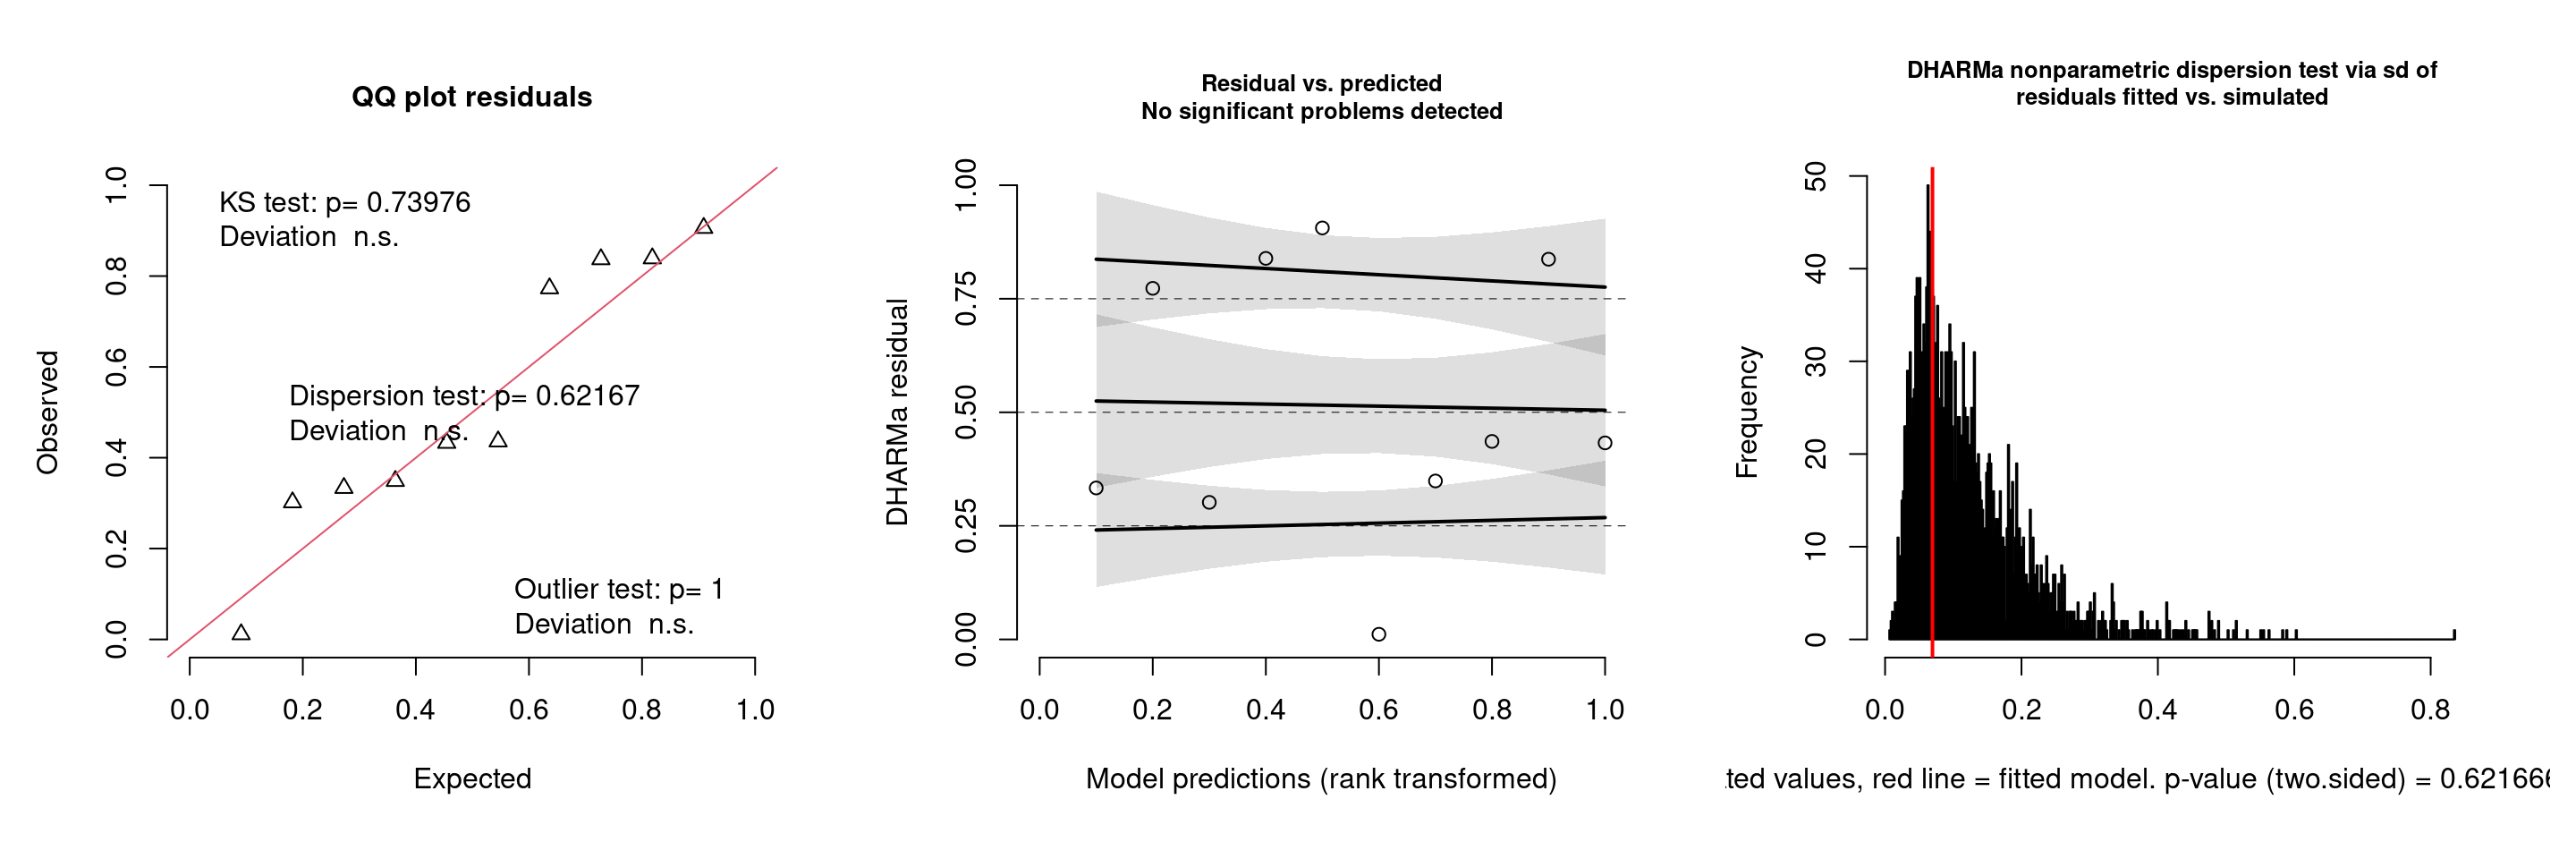 QQ plot residuals
KS test: p= 0.73976
Deviation  n.s.
Dispersion test: p= 0.62167
Deviation  n.s.
Outlier test: p= 1
Deviation  n.s.
Observed
0.0 0.2 0.4 0.6 0.8 1.0
0.0 0.2 0.4 0.6 0.8 1.0
Expected
Residual vs. predicted
No significant problems detected
DHARMa residual
0.00 0.25 0.50 0.75 1.00
0.0 0.2 0.4 0.6 0.8 1.0
Model predictions (rank transformed)
DHARMa nonparametric dispersion test via sd of
residuals fitted vs. simulated
Frequency
0 10 20 30 40 50
0.0 0.2 0.4 0.6 0.8
values, red line = fitted model. p-value (two.sided) = 0.62166